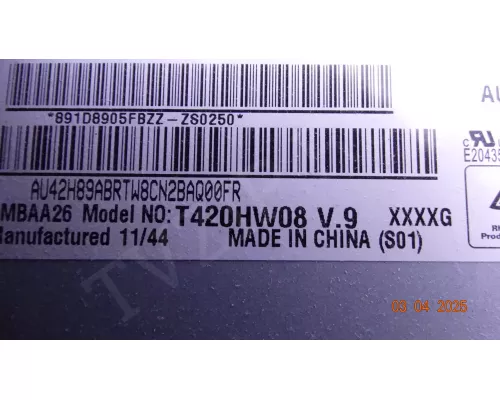 *891D8905FBZZ-ZS0250*
AU
AU42H89ABRTW8CN2BAQ00FR
E20435
MBAA26 Model NO: T420HW08 V.9 XXXXG
Manufactured 11/44 MADE IN CHINA (S01)
03 04 2025